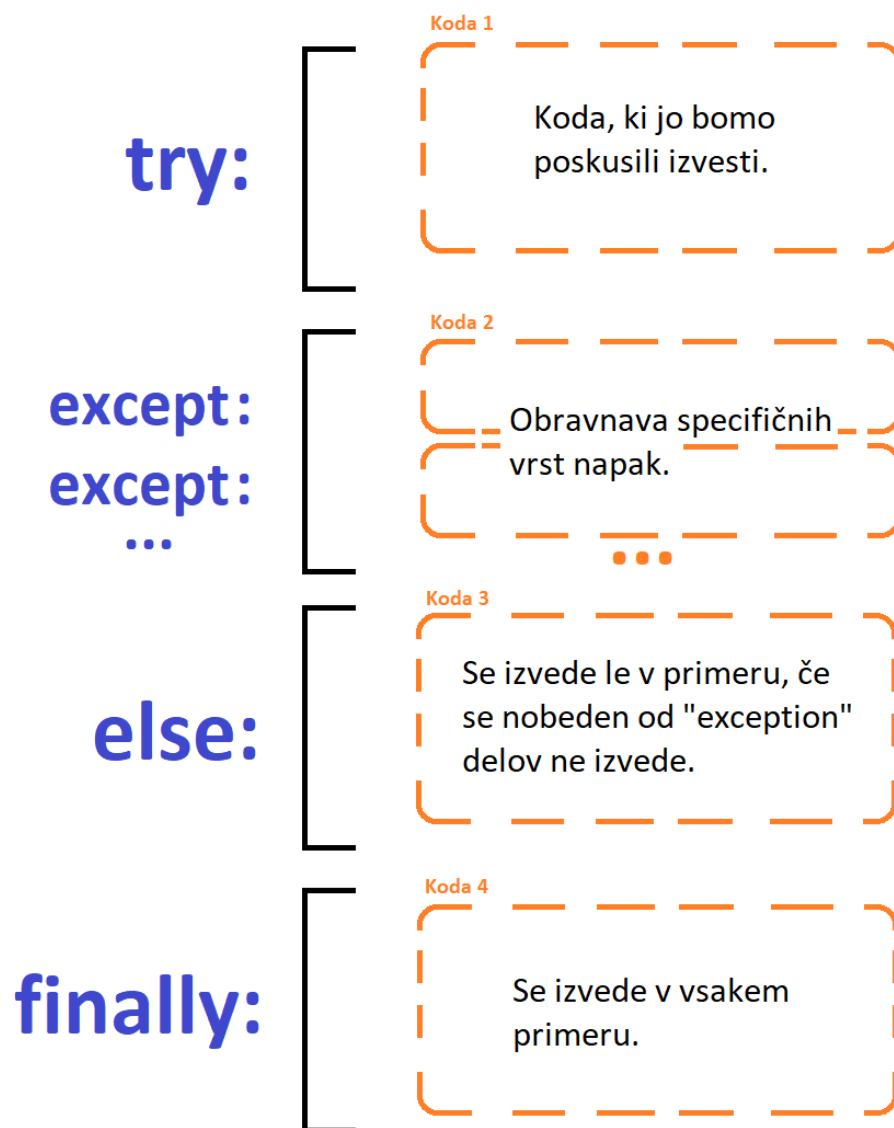 Koda 1
try:
Koda, ki jo bomo
poskusili izvesti.
Koda 2
except:
except:
...
Obravnava specifičnih
vrst napak.
...
Koda 3
else:
Se izvede le v primeru, če
se nobeden od "exception"
delov ne izvede.
Koda 4
finally:
Se izvede v vsakem
primeru.